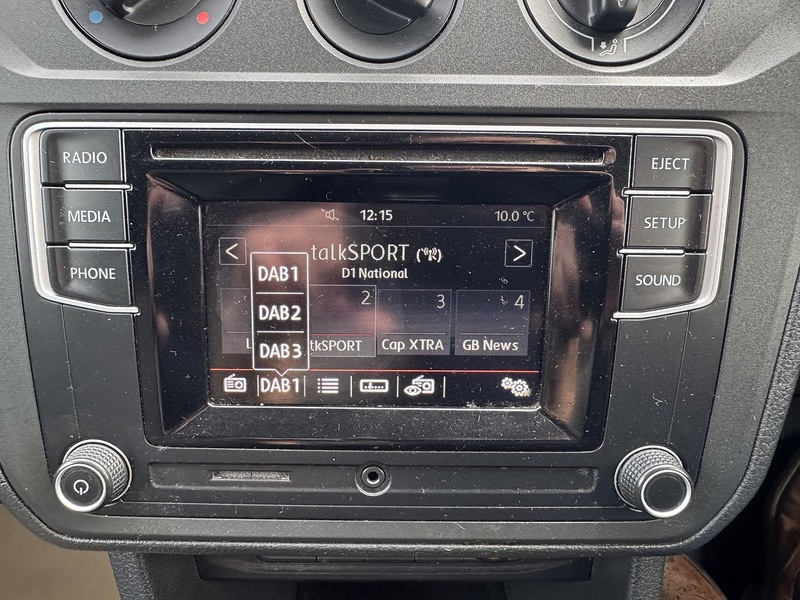 RADIO
MEDIA
PHONE
EJECT
SETUP
SOUND
12:15
10.0 °C
< talkSPORT >
D1 National
DAB1
DAB2
DAB3
2 3 4
tkSPORT Cap XTRA GB News
DAB1